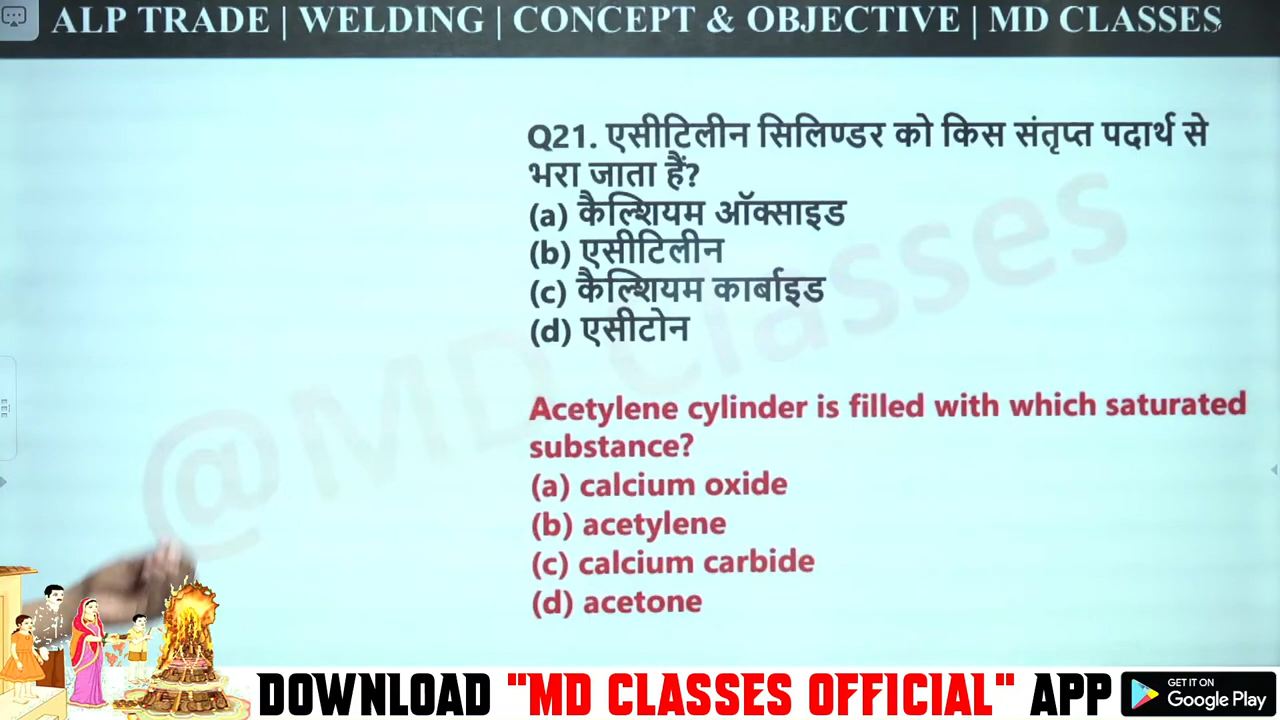 ALP TRADE | WELDING | CONCEPT & OBJECTIVE | MD CLASSES
Q21. एसीटिलीन सिलिण्डर को किस संतृप्त पदार्थ से
भरा जाता हैं?
(a) कैल्शियम ऑक्साइड
(b) एसीटिलीन
(c) कैल्शियम कार्बाइड
(d) एसीटोन
@MD Classes
Acetylene cylinder is filled with which saturated
substance?
(a) calcium oxide
(b) acetylene
(c) calcium carbide
(d) acetone
DOWNLOAD "MD CLASSES OFFICIAL" APP
GET IT ON
Google Play